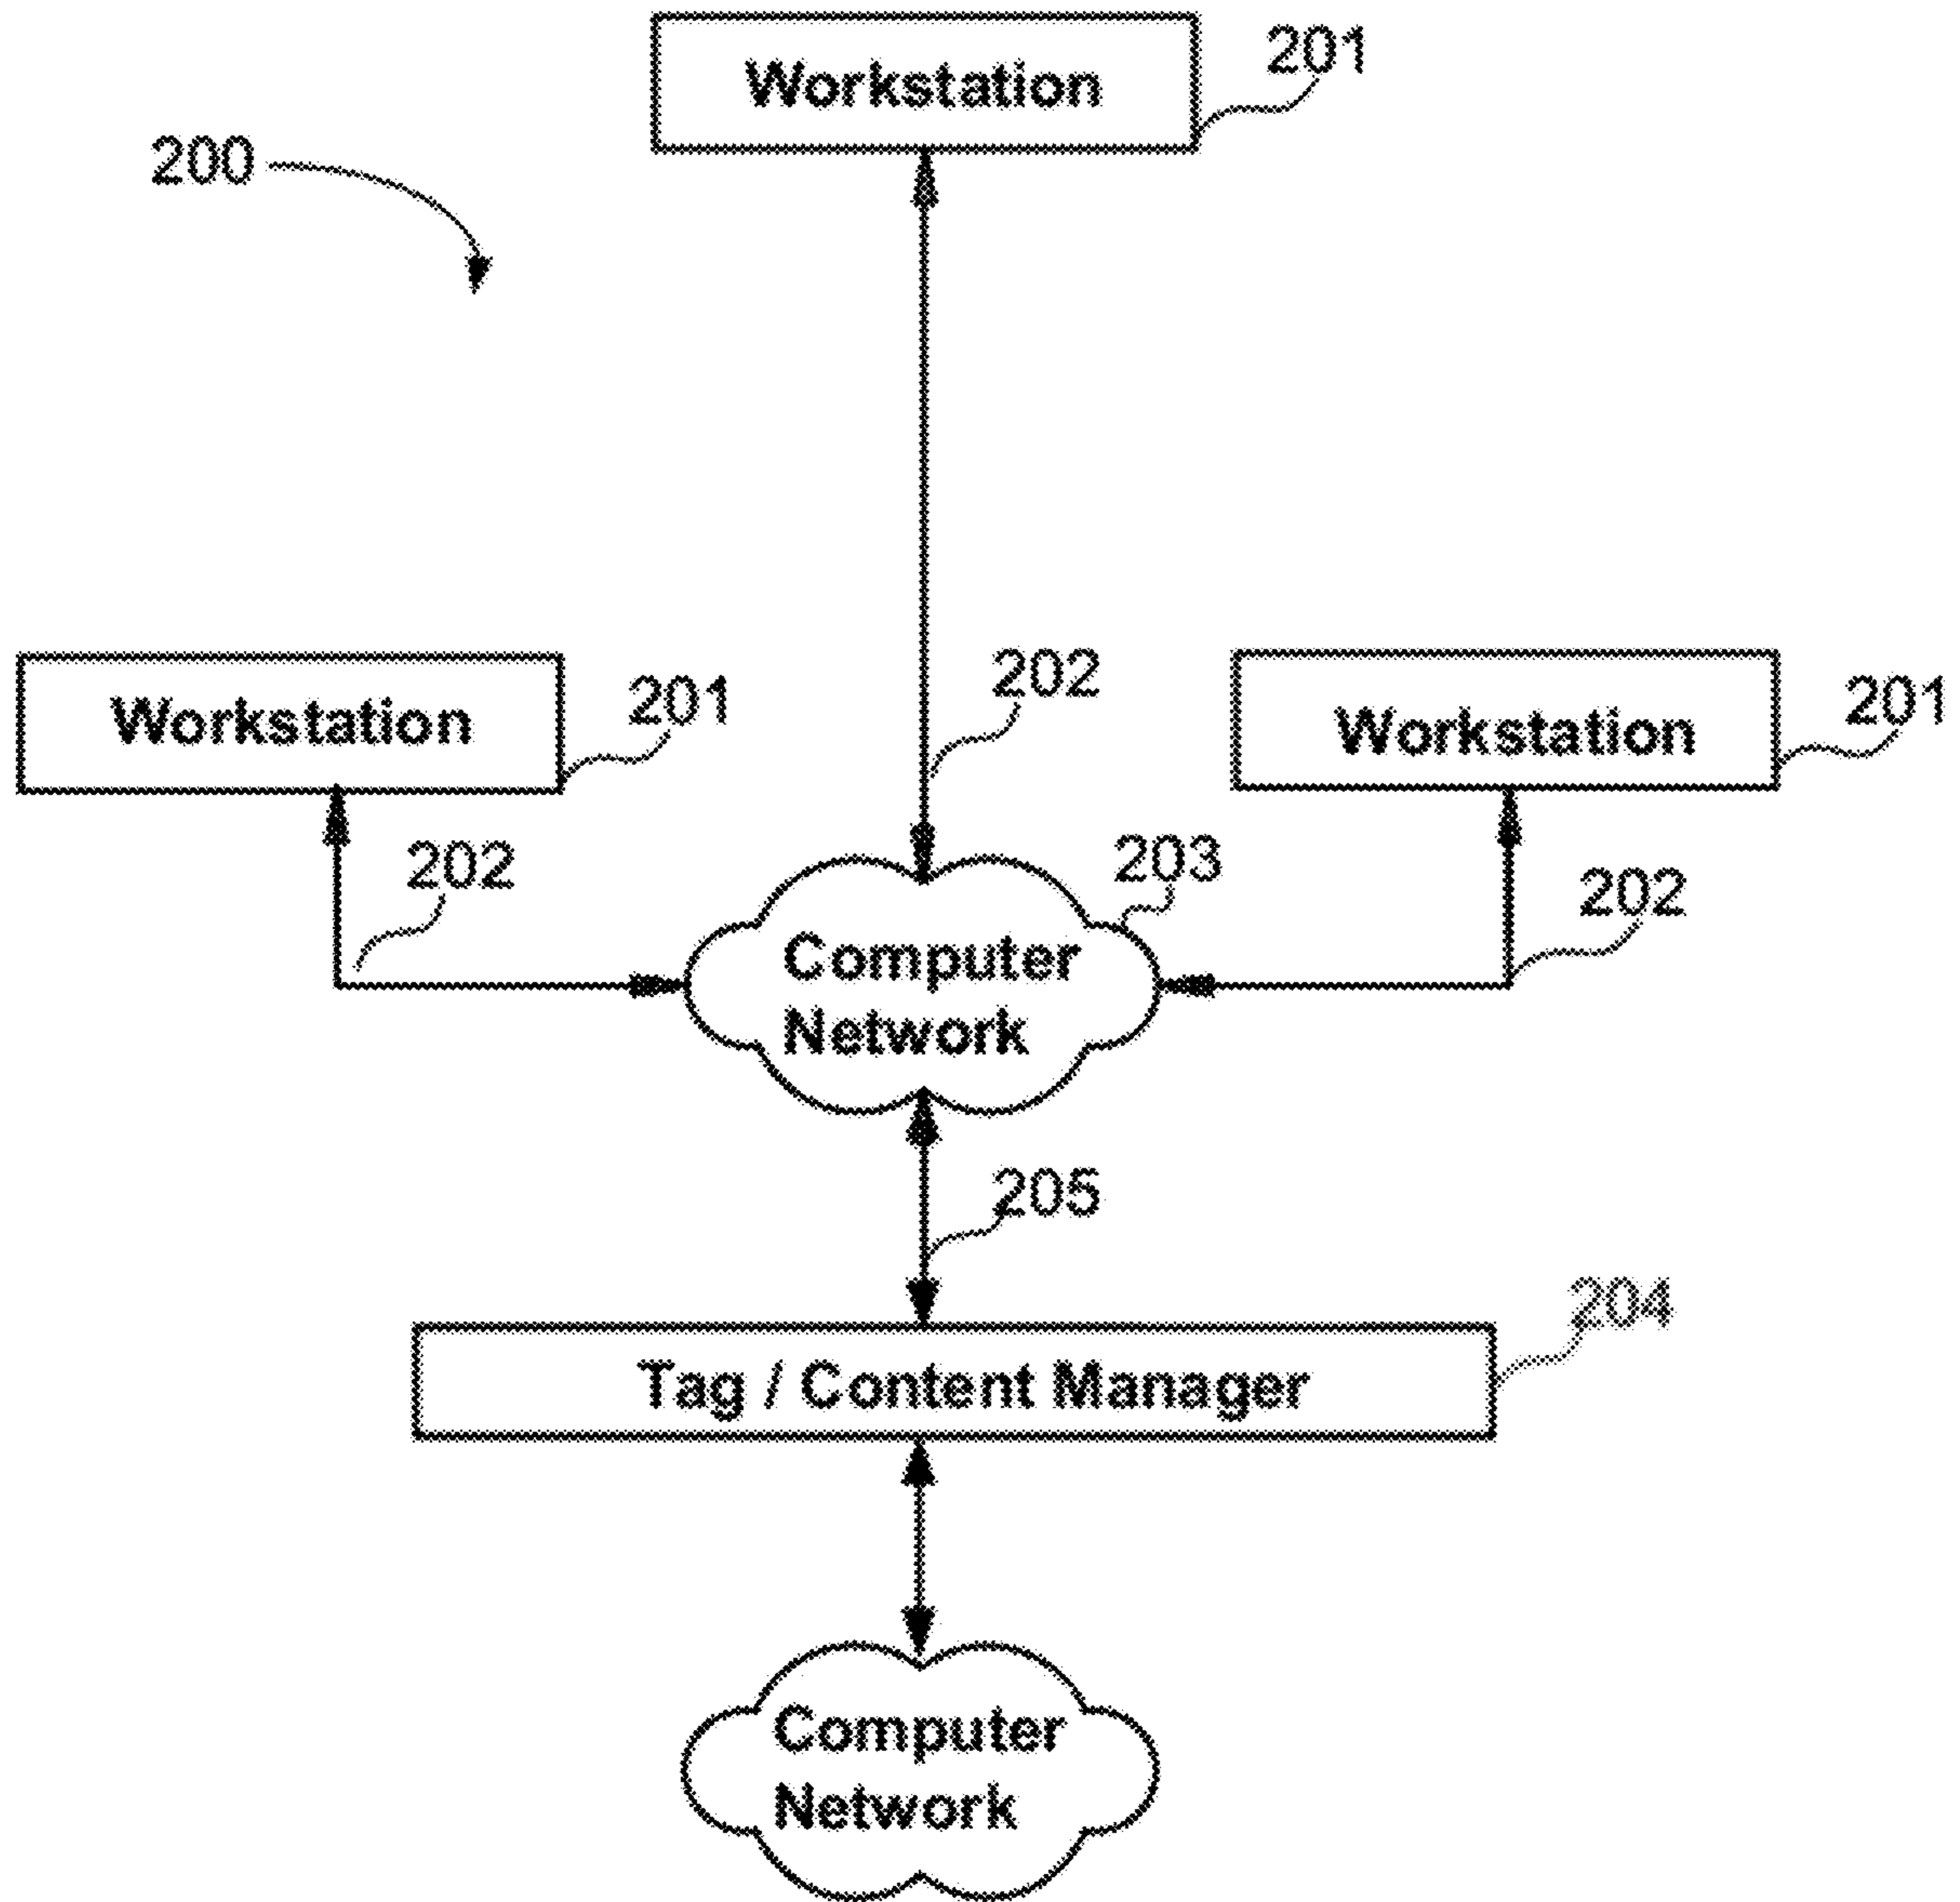 Workstation
201
200
Workstation
201
202
Workstation
201
202
203
202
Computer
Network
205
204
Tag / Content Manager
Computer
Network